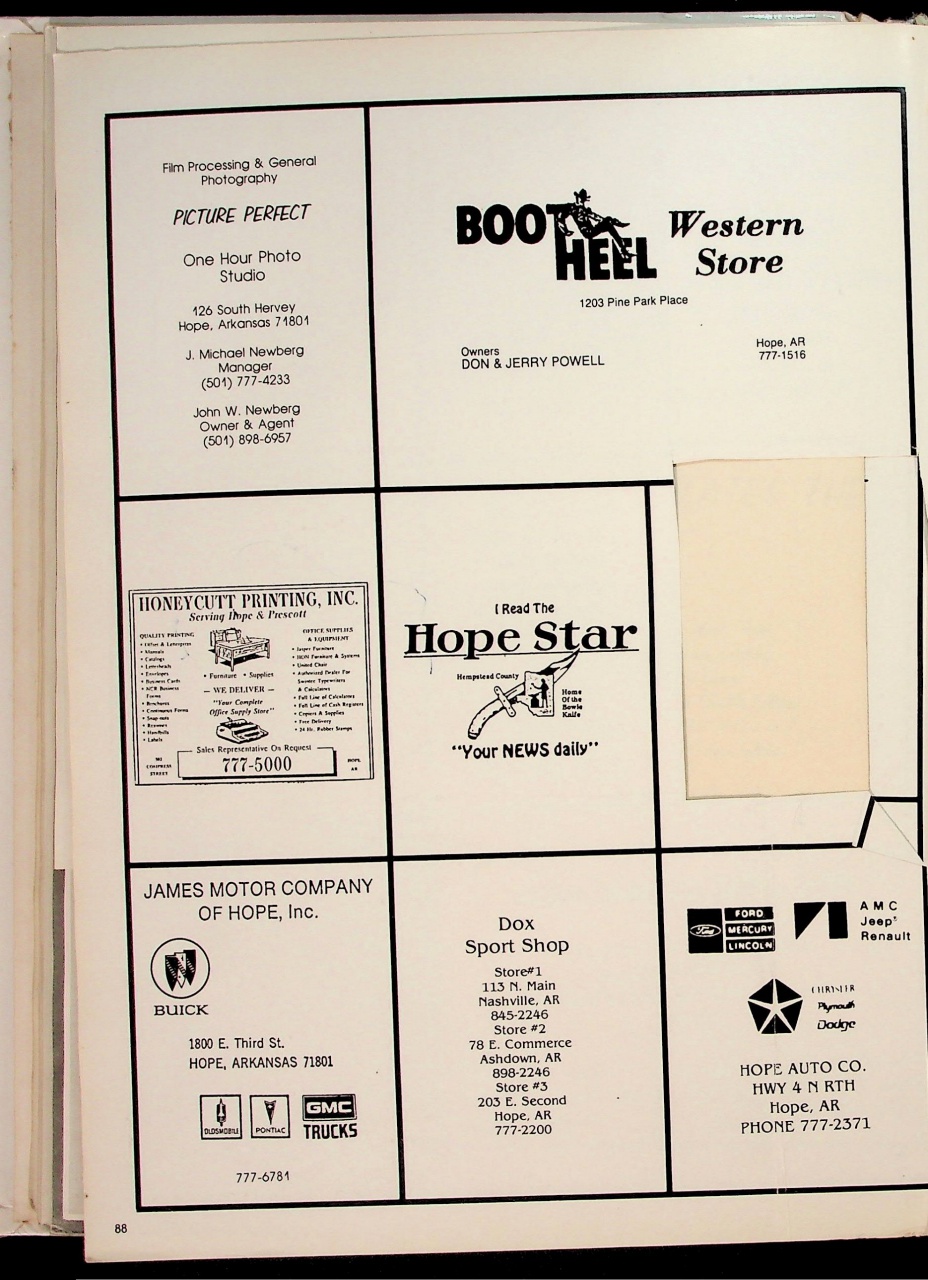 Film Processing & General
Photography
PICTURE PERFECT
One Hour Photo
Studio
126 South Hervey
Hope, Arkansas 71801
J. Michael Newberg
Manager
(501) 777-4233
John W. Newberg
Owner & Agent
(501) 898-6957
BOOT HEEL Western Store
1203 Pine Park Place
Owners
DON & JERRY POWELL
Hope, AR
777-1516
HONEYCUTT PRINTING, INC.
Serving Hope & Prescott
QUALITY PRINTING
• Office & Letterpress
• Manuals
• Catalogs
• Letterheads
• Envelopes
• Business Cards
• NCR Business
Forms
• Brochures
• Continuous Forms
• Snap-outs
• Resumes
• Handbills
• Labels
• Furniture • Supplies
— WE DELIVER —
"Your Complete
Office Supply Store"
OFFICE SUPPLIES
& EQUIPMENT
• Jasper Furniture
• HON Furniture & Systems
• United Chair
• Authorized Dealer For
Swintec Typewriters
& Calculators
• Full Line of Calculators
• Full Line of Cash Registers
• Copiers & Supplies
• Free Delivery
• 24 Hr. Rubber Stamps
Sales Representative On Request
777-5000
COMPRESS
STREET
HOPE,
AR
I Read The
Hope Star
Hempstead County
Home
Of the
Bowie
Knife
"Your NEWS daily"
JAMES MOTOR COMPANY
OF HOPE, Inc.
BUICK
1800 E. Third St.
HOPE, ARKANSAS 71801
OLDSMOBILE
PONTIAC
GMC
TRUCKS
777-6781
Dox
Sport Shop
Store#1
113 N. Main
Nashville, AR
845-2246
Store #2
78 E. Commerce
Ashdown, AR
898-2246
Store #3
203 E. Second
Hope, AR
777-2200
Ford
FORD
MERCURY
LINCOLN
AMC
Jeep®
Renault
CHRYSLER
Plymouth
Dodge
HOPE AUTO CO.
HWY 4 N RTH
Hope, AR
PHONE 777-2371
88